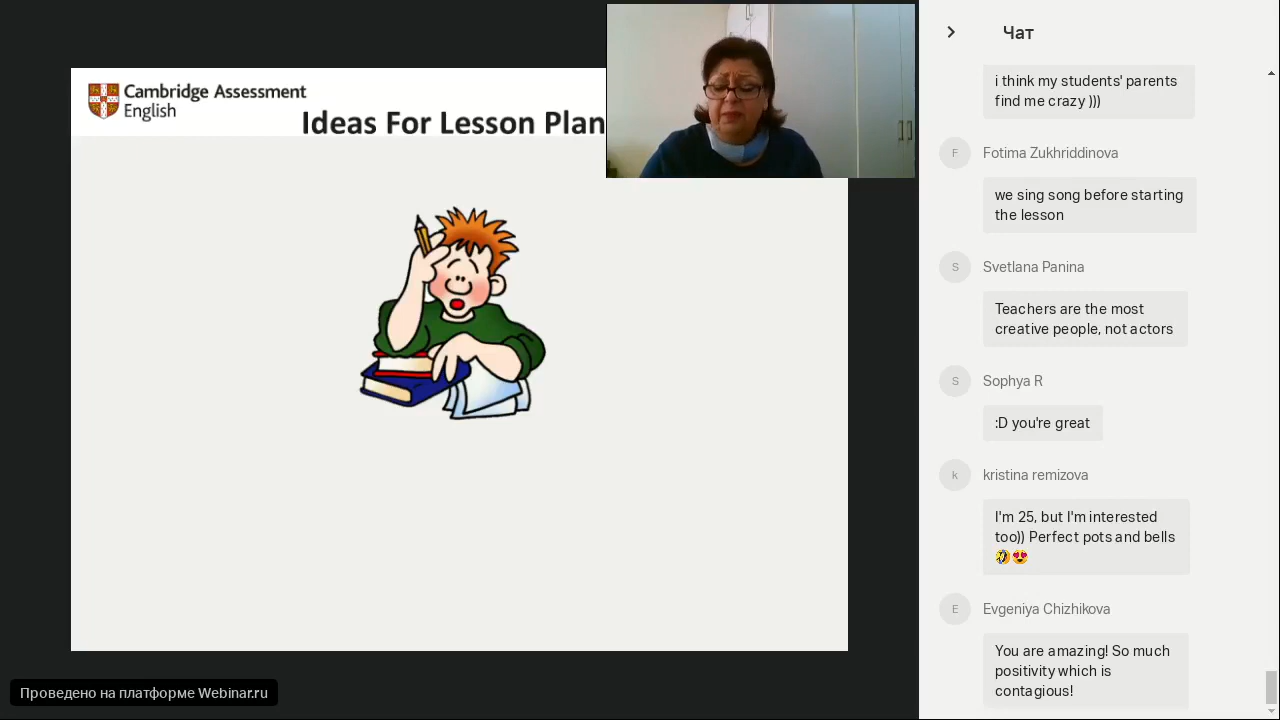 Cambridge Assessment
English
Ideas For Lesson Plan
Чат
i think my students' parents
find me crazy )))
F
Fotima Zukhriddinova
we sing song before starting
the lesson
S
Svetlana Panina
Teachers are the most
creative people, not actors
S
Sophya R
:D you're great
k
kristina remizova
I'm 25, but I'm interested
too)) Perfect pots and bells
🤣😍
E
Evgeniya Chizhikova
You are amazing! So much
positivity which is
contagious!
Проведено на платформе Webinar.ru